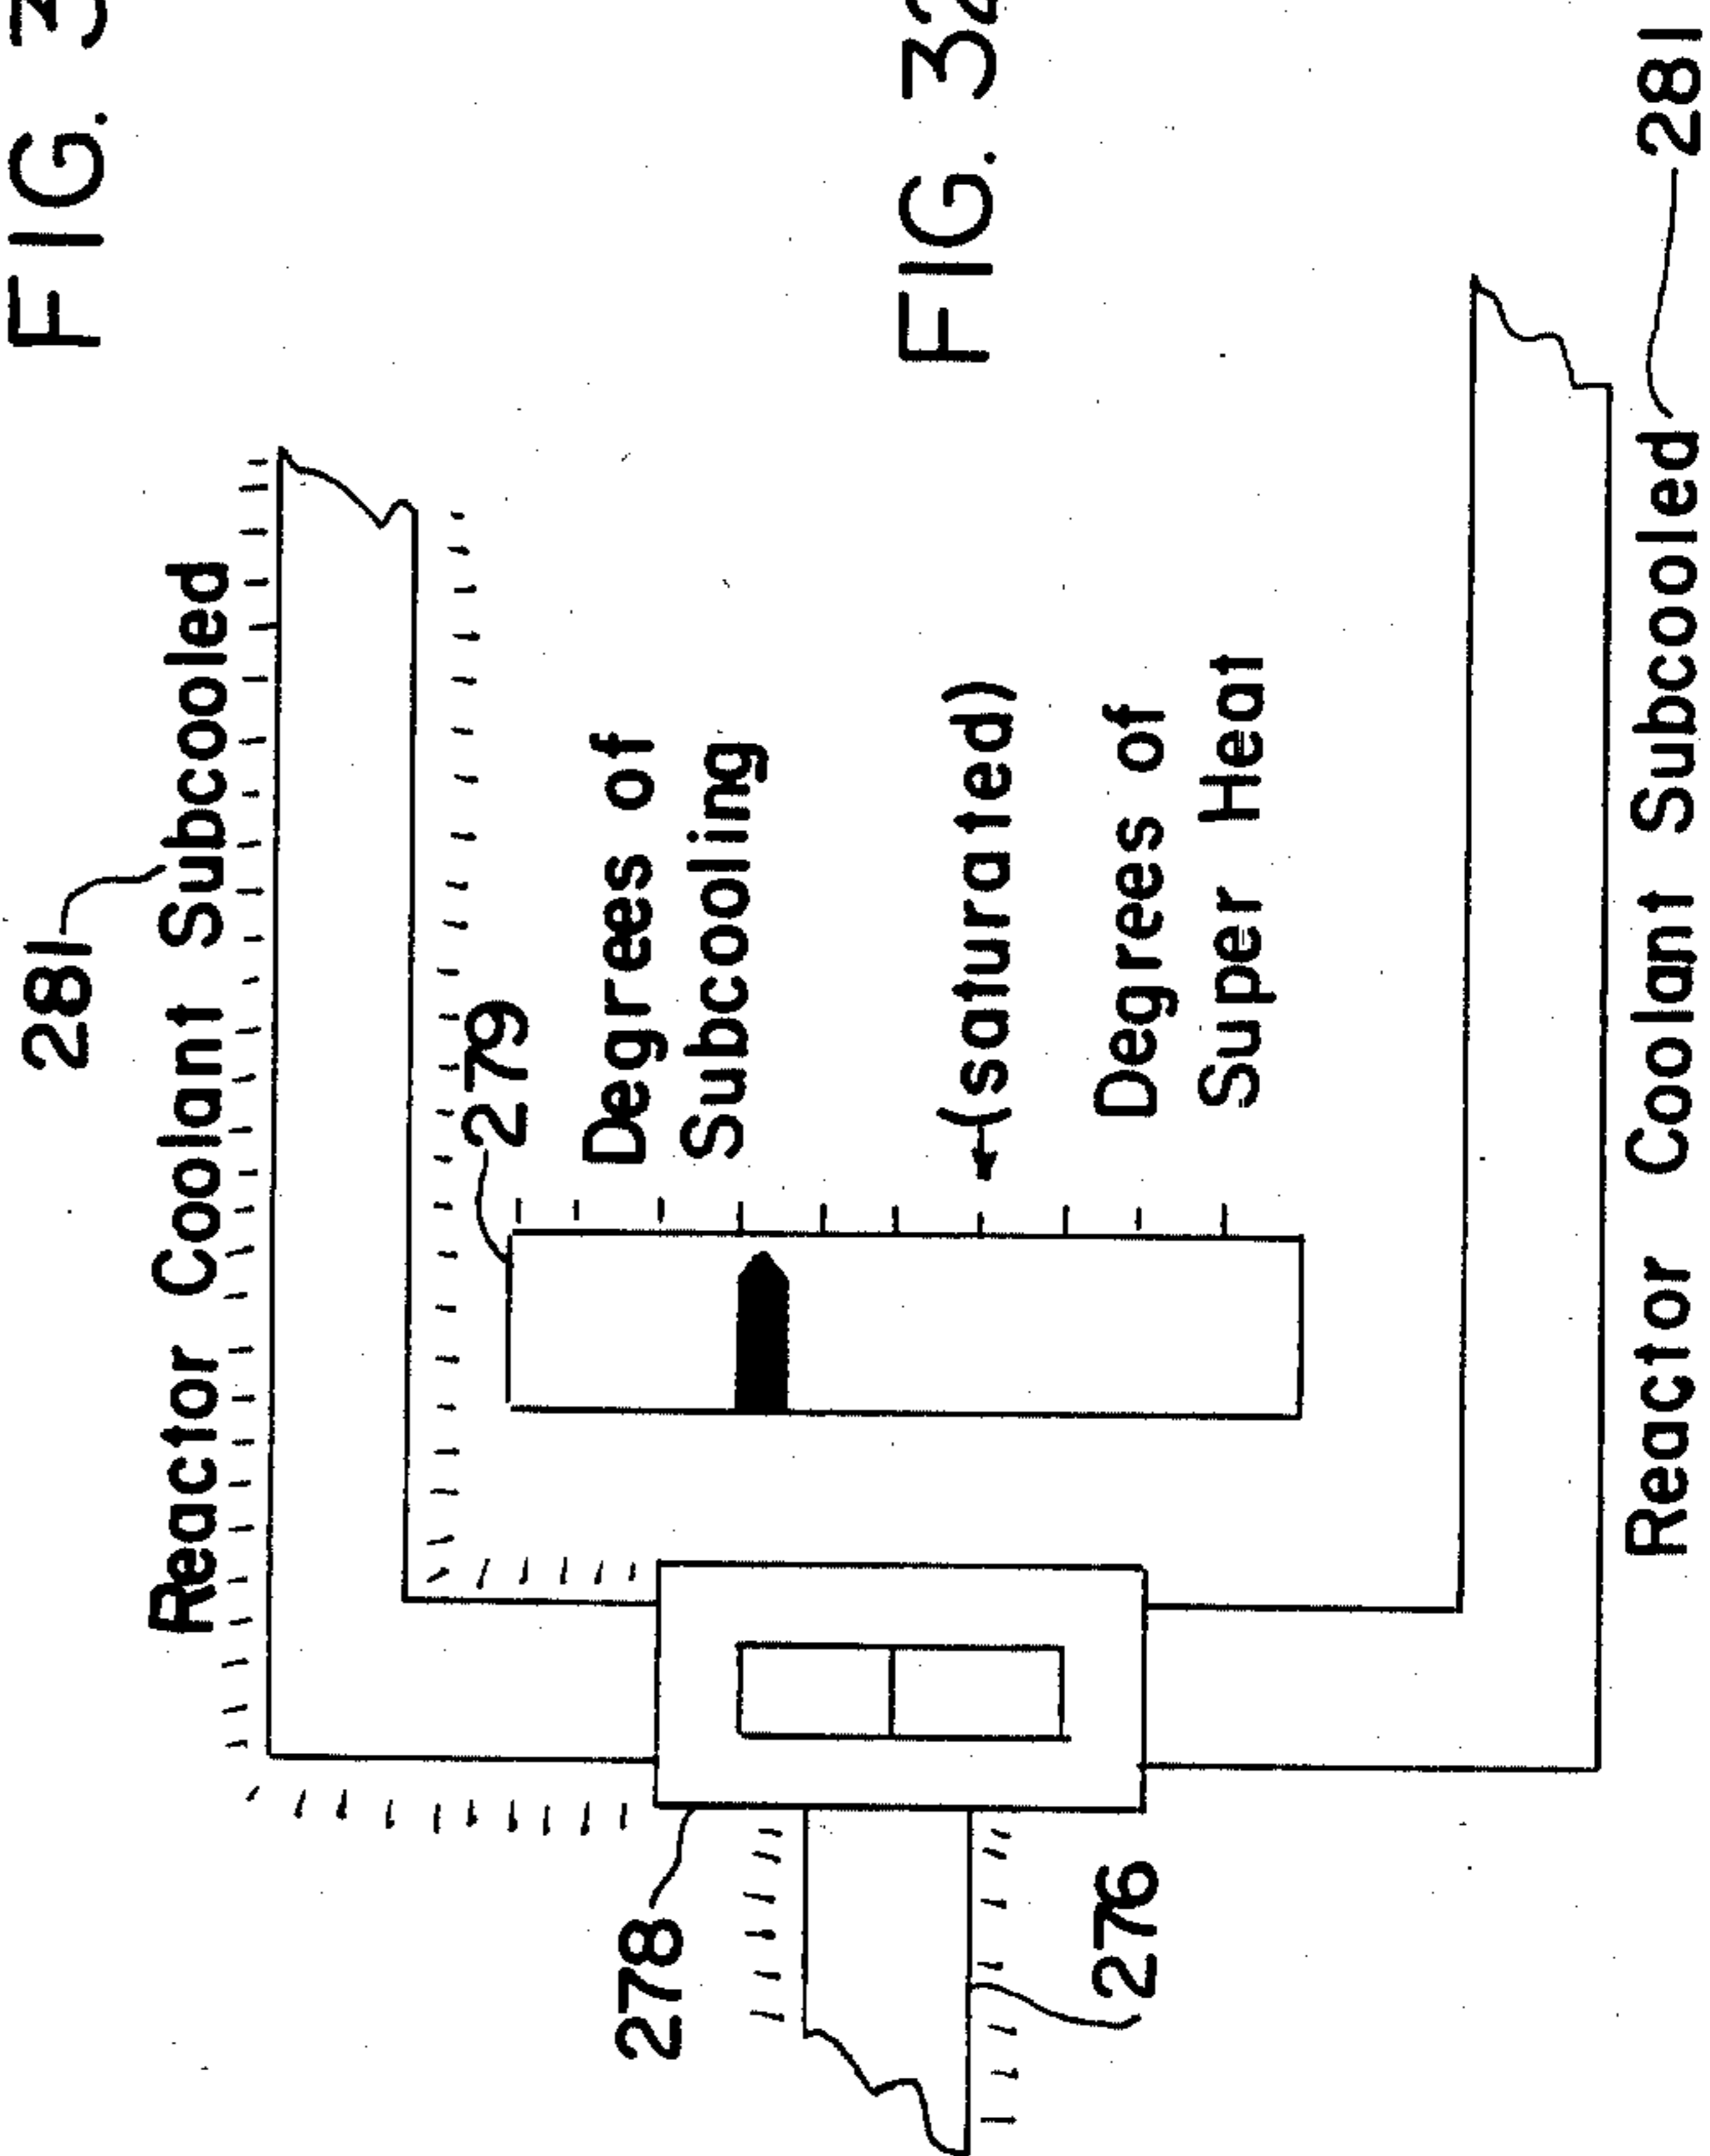 FIG. 3
281
Reactor Coolant Subcooled
279
Degrees of
Subcooling
(saturated)
Degrees of
Super Heat
278
276
FIG. 32
Reactor Coolant Subcooled
281